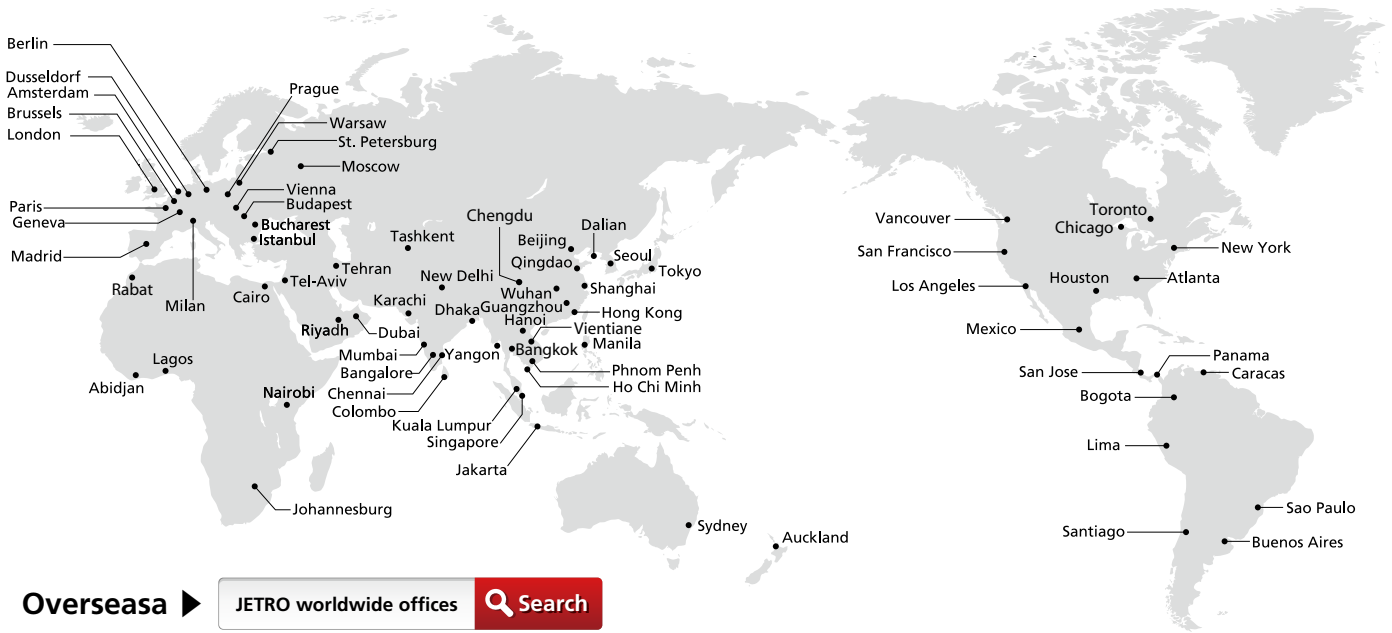 Berlin
Dusseldorf
Amsterdam
Brussels
London
Paris
Geneva
Madrid
Rabat
Milan
Prague
Warsaw
St. Petersburg
Moscow
Vienna
Budapest
Bucharest
Istanbul
Tehran
Tel-Aviv
Cairo
Riyadh
Dubai
Lagos
Abidjan
Nairobi
Johannesburg
Tashkent
New Delhi
Karachi
Dhaka
Mumbai
Bangalore
Chennai
Colombo
Yangon
Chengdu
Dalian
Beijing
Qingdao
Seoul
Tokyo
Wuhan
Shanghai
Guangzhou
Hong Kong
Hanoi
Vientiane
Manila
Bangkok
Phnom Penh
Ho Chi Minh
Kuala Lumpur
Singapore
Jakarta
Sydney
Auckland
Vancouver
San Francisco
Los Angeles
Toronto
Chicago
New York
Houston
Atlanta
Mexico
San Jose
Panama
Caracas
Bogota
Lima
Sao Paulo
Santiago
Buenos Aires
Overseasa
JETRO worldwide offices
Search